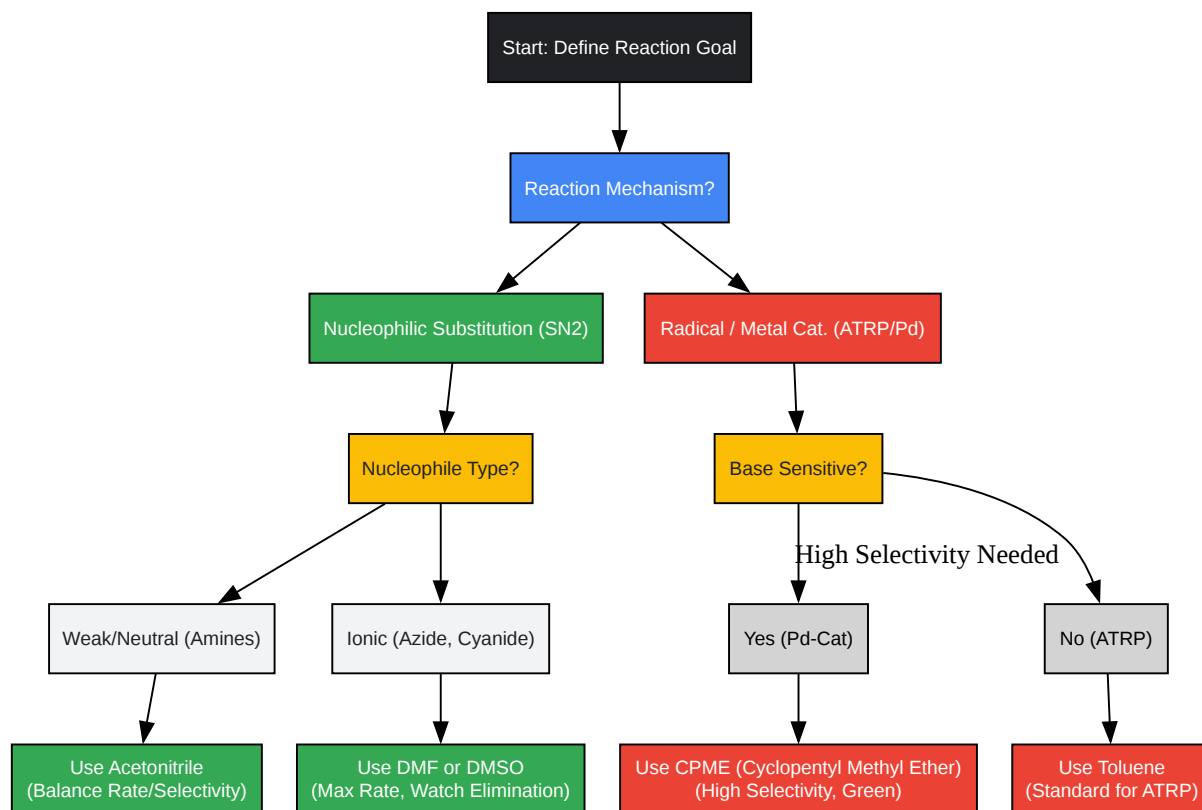 Start: Define Reaction Goal
Reaction Mechanism?
Nucleophilic Substitution (SN2)
Radical / Metal Cat. (ATRP/Pd)
Nucleophile Type?
Base Sensitive?
High Selectivity Needed
Weak/Neutral (Amines)
Ionic (Azide, Cyanide)
Yes (Pd-Cat)
No (ATRP)
Use Acetonitrile
(Balance Rate/Selectivity)
Use DMF or DMSO
(Max Rate, Watch Elimination)
Use CPME (Cyclopentyl Methyl Ether)
(High Selectivity, Green)
Use Toluene
(Standard for ATRP)